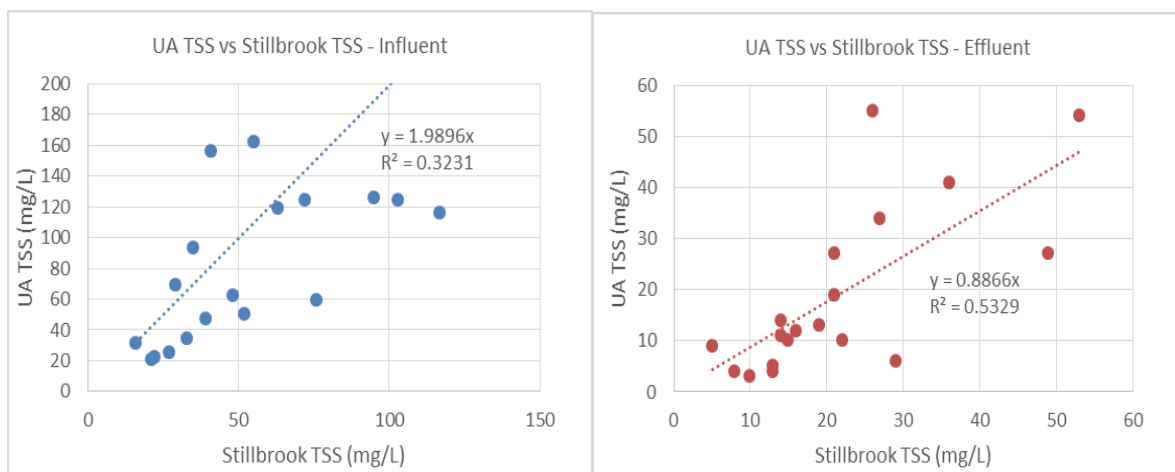 UA TSS vs Stillbrook TSS - Influent
200
180
160
140
120
100
80
60
40
20
0
UA TSS (mg/L)
y = 1.9896x
R² = 0.3231
0
50
100
150
Stillbrook TSS (mg/L)
UA TSS vs Stillbrook TSS - Effluent
60
50
40
30
20
10
0
UA TSS (mg/L)
y = 0.8866x
R² = 0.5329
0
10
20
30
40
50
60
Stillbrook TSS (mg/L)